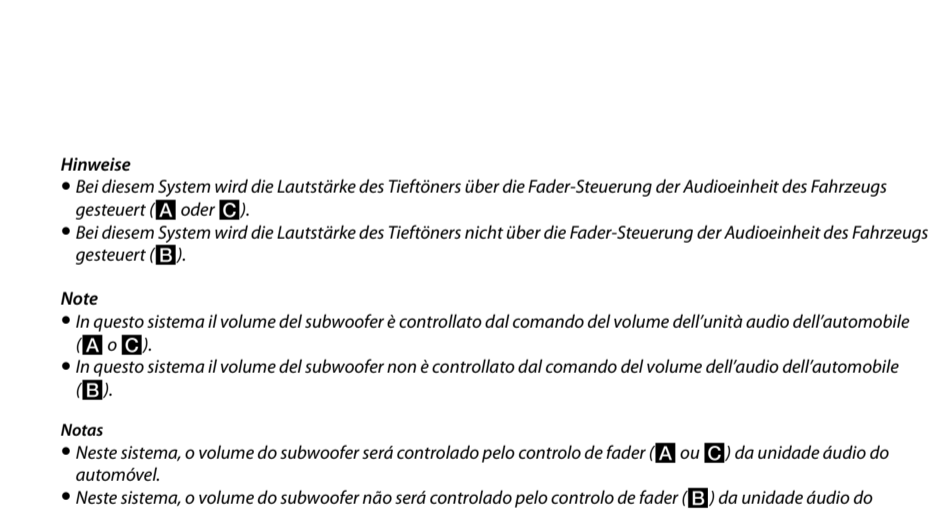 Hinweise
• Bei diesem System wird die Lautstärke des Tieftöners über die Fader-Steuerung der Audioeinheit des Fahrzeugs
gesteuert (A oder C).
• Bei diesem System wird die Lautstärke des Tieftöners nicht über die Fader-Steuerung der Audioeinheit des Fahrzeugs
gesteuert (B).
Note
• In questo sistema il volume del subwoofer è controllato dal comando del volume dell’unità audio dell’automobile
(A o C).
• In questo sistema il volume del subwoofer non è controllato dal comando del volume dell’audio dell’automobile
(B).
Notas
• Neste sistema, o volume do subwoofer será controlado pelo controlo de fader (A ou C) da unidade áudio do
automóvel.
• Neste sistema, o volume do subwoofer não será controlado pelo controlo de fader (B) da unidade áudio do